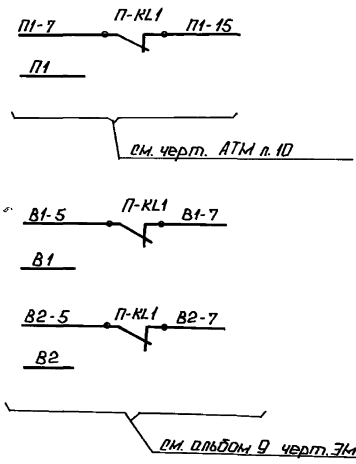 П1-7 П-KL1 П1-15
П1
см. черт. АТМ л. 10
В1-5 П-KL1 В1-7
В1
В2-5 П-KL1 В2-7
В2
см. альбом 9 черт. ЭМ